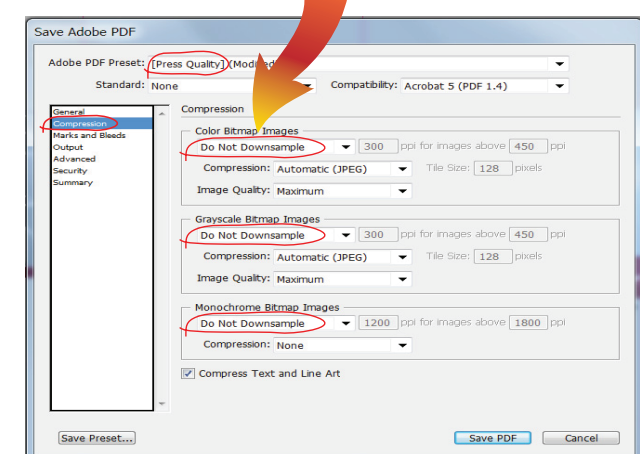 Save Adobe PDF
Adobe PDF Preset: [Press Quality] (Modified
Standard: None Compatibility: Acrobat 5 (PDF 1.4)
General
Compression
Marks and Bleeds
Output
Advanced
Security
Summary
Compression
Color Bitmap Images
Do Not Downsample 300 ppi for images above 450 ppi
Compression: Automatic (JPEG) Tile Size: 128 pixels
Image Quality: Maximum
Grayscale Bitmap Images
Do Not Downsample 300 ppi for images above 450 ppi
Compression: Automatic (JPEG) Tile Size: 128 pixels
Image Quality: Maximum
Monochrome Bitmap Images
Do Not Downsample 1200 ppi for images above 1800 ppi
Compression: None
Compress Text and Line Art
Save Preset... Save PDF Cancel